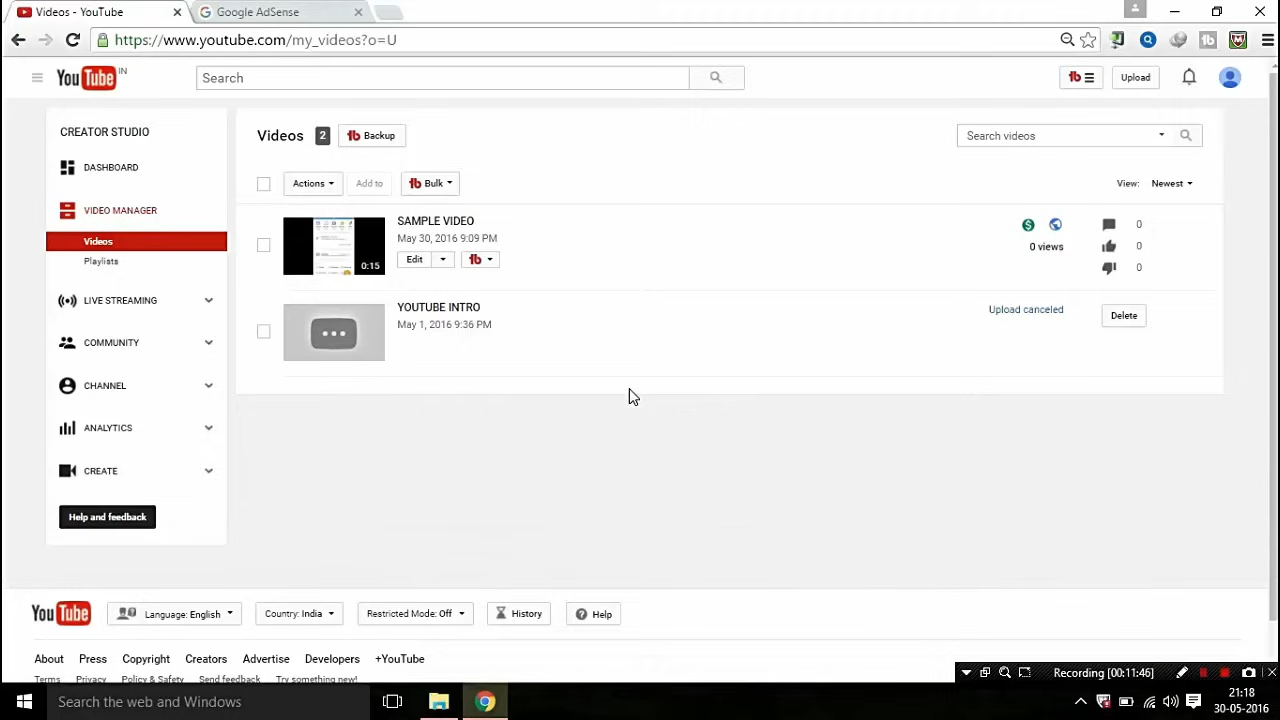 Videos - YouTube
Google AdSense
https://www.youtube.com/my_videos?o=U
YouTube IN
Search
Upload
CREATOR STUDIO
DASHBOARD
VIDEO MANAGER
Videos
Playlists
LIVE STREAMING
COMMUNITY
CHANNEL
ANALYTICS
CREATE
Help and feedback
Videos 2 tb Backup
Search videos
Actions Add to tb Bulk
View: Newest
SAMPLE VIDEO
May 30, 2016 9:09 PM
0:15
Edit tb
$
0 views
0
0
0
YOUTUBE INTRO
May 1, 2016 9:36 PM
Upload canceled
Delete
YouTube Language: English Country: India Restricted Mode: Off History Help
About Press Copyright Creators Advertise Developers +YouTube
Terms Privacy Policy & Safety Send feedback Try something new!
Recording [00:11:46]
Search the web and Windows
21:18
30-05-2016